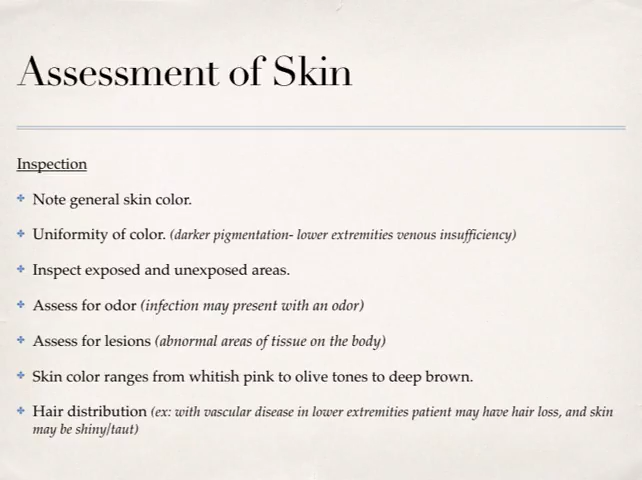 Assessment of Skin
Inspection
Note general skin color.
Uniformity of color. (darker pigmentation- lower extremities venous insufficiency)
Inspect exposed and unexposed areas.
Assess for odor (infection may present with an odor)
Assess for lesions (abnormal areas of tissue on the body)
Skin color ranges from whitish pink to olive tones to deep brown.
Hair distribution (ex: with vascular disease in lower extremities patient may have hair loss, and skin
may be shiny/taut)